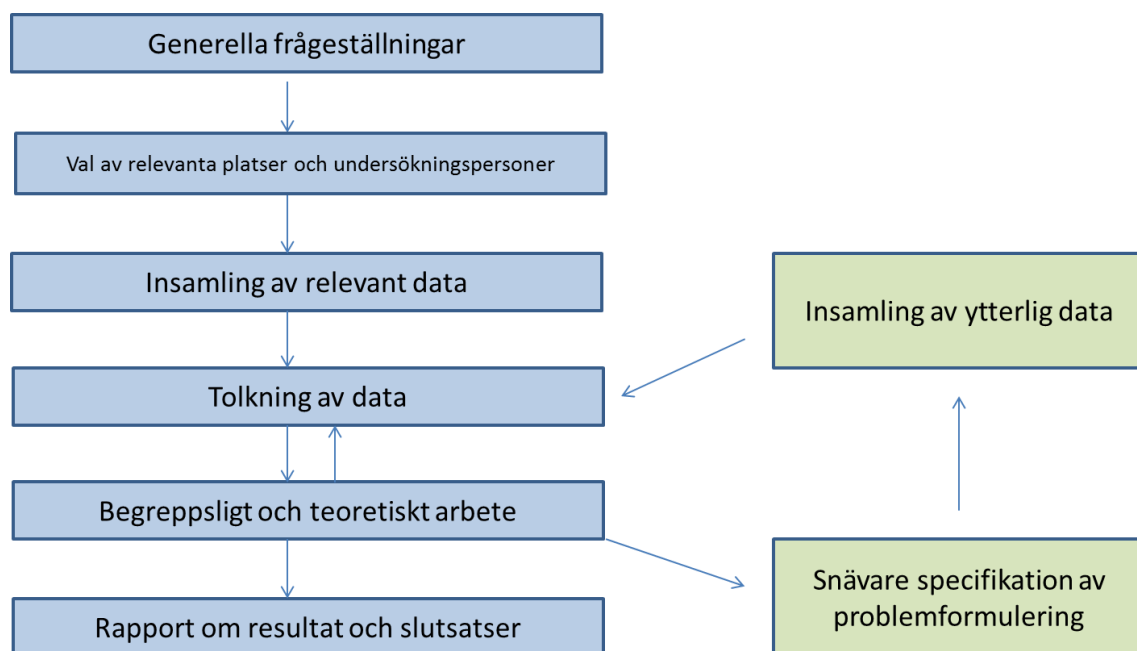 Generella frågeställningar
Val av relevanta platser och undersökningspersoner
Insamling av relevant data
Tolkning av data
Begreppsligt och teoretiskt arbete
Rapport om resultat och slutsatser
Insamling av ytterlig data
Snävare specifikation av
problemformulering